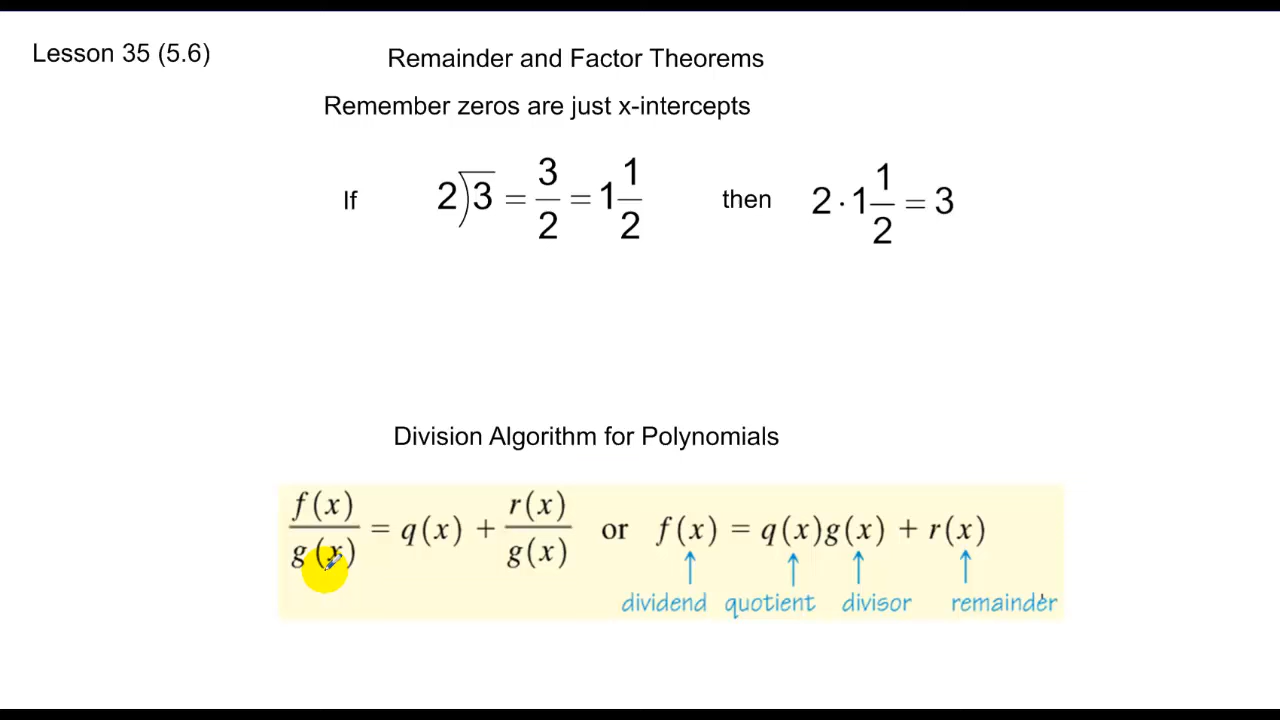 Lesson 35 (5.6)
Remainder and Factor Theorems
Remember zeros are just x-intercepts
If 2)3 = 3/2 = 1 1/2 then 2 · 1 1/2 = 3
Division Algorithm for Polynomials
f(x)/g(x) = q(x) + r(x)/g(x) or f(x) = q(x)g(x) + r(x)
dividend quotient divisor remainder